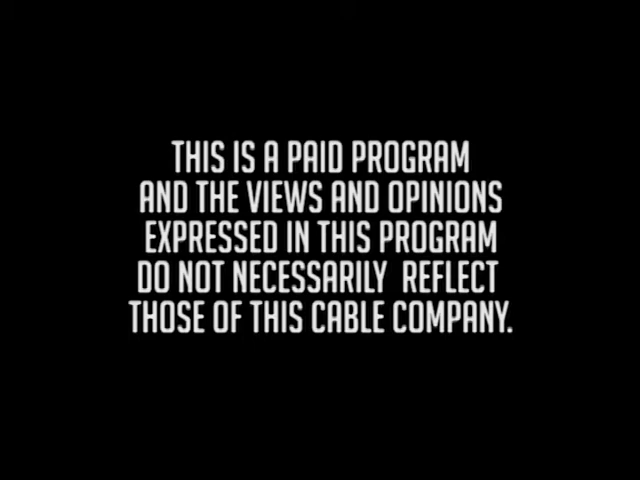 THIS IS A PAID PROGRAM
AND THE VIEWS AND OPINIONS
EXPRESSED IN THIS PROGRAM
DO NOT NECESSARILY  REFLECT
THOSE OF THIS CABLE COMPANY.